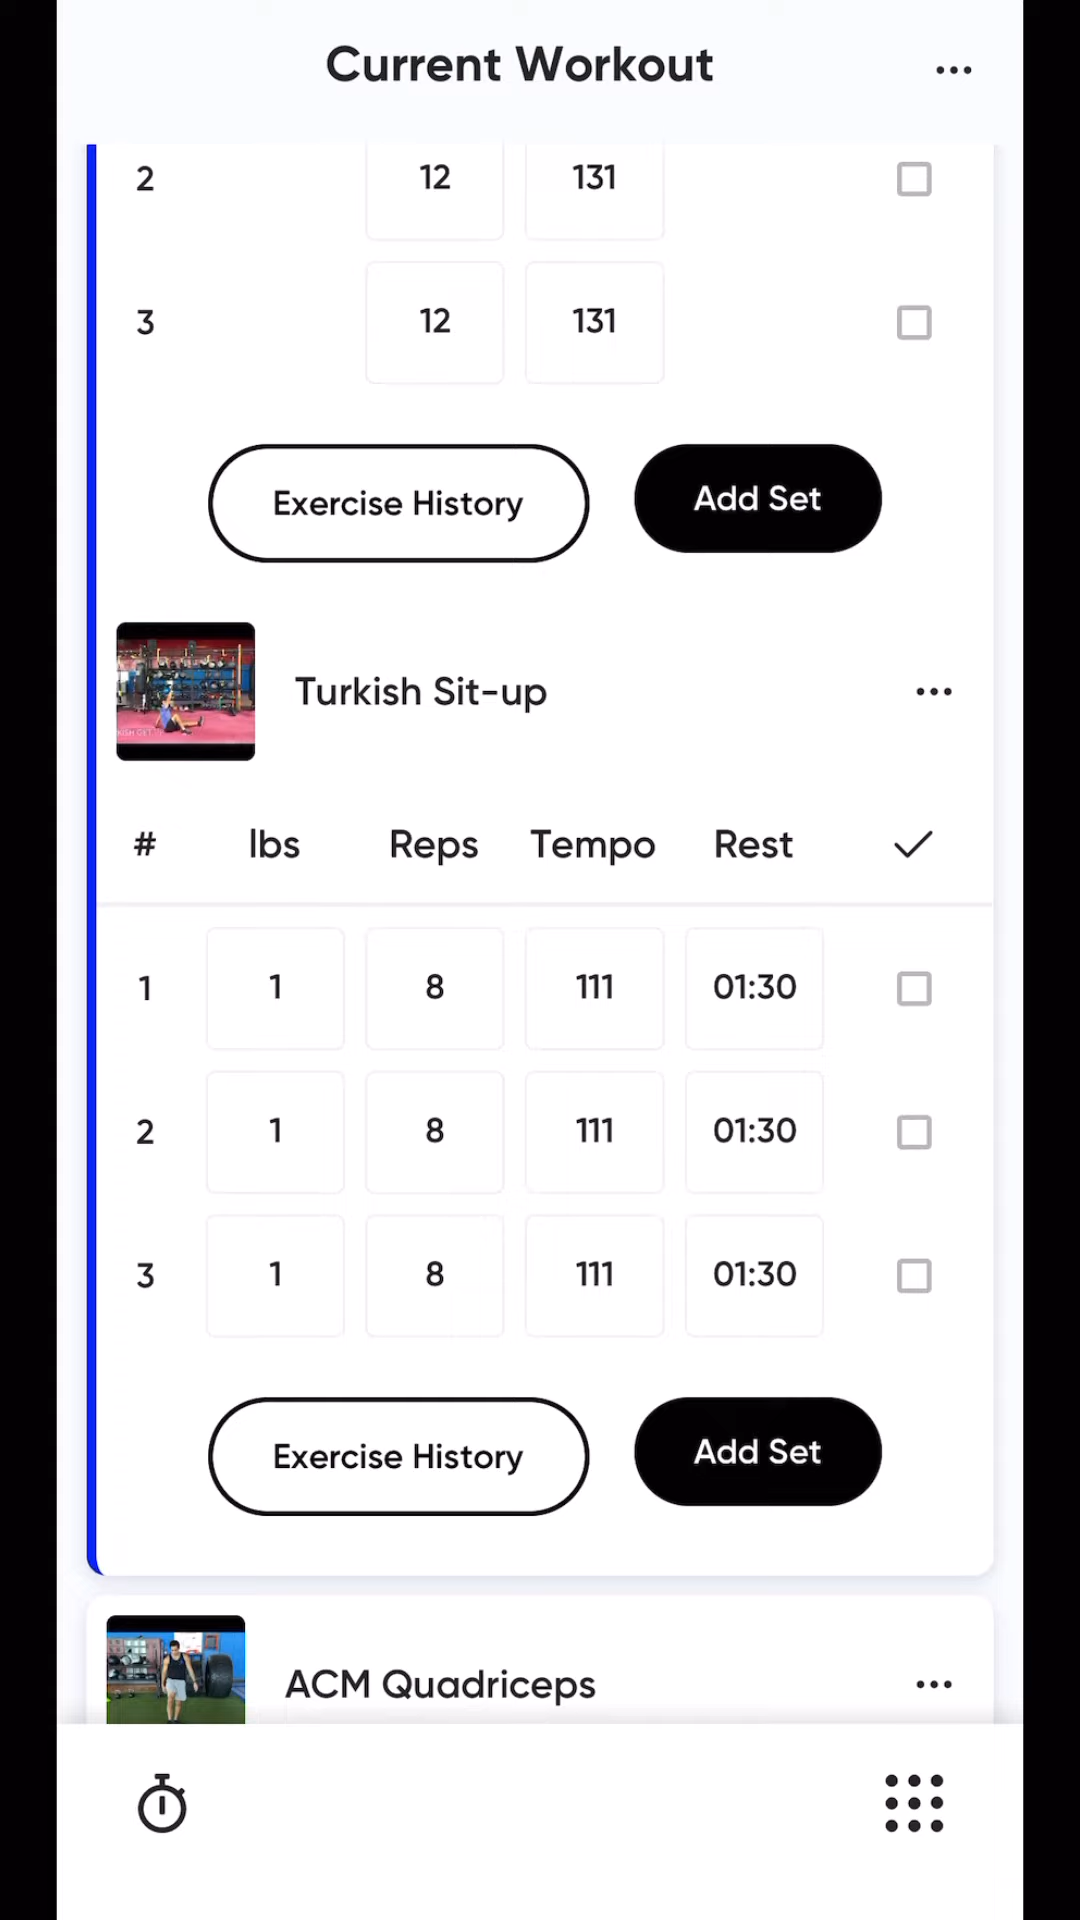 Current Workout ...
2 12 131
3 12 131
Exercise History Add Set
Turkish Sit-up ...
# lbs Reps Tempo Rest ✓
1 1 8 111 01:30
2 1 8 111 01:30
3 1 8 111 01:30
Exercise History Add Set
ACM Quadriceps ...